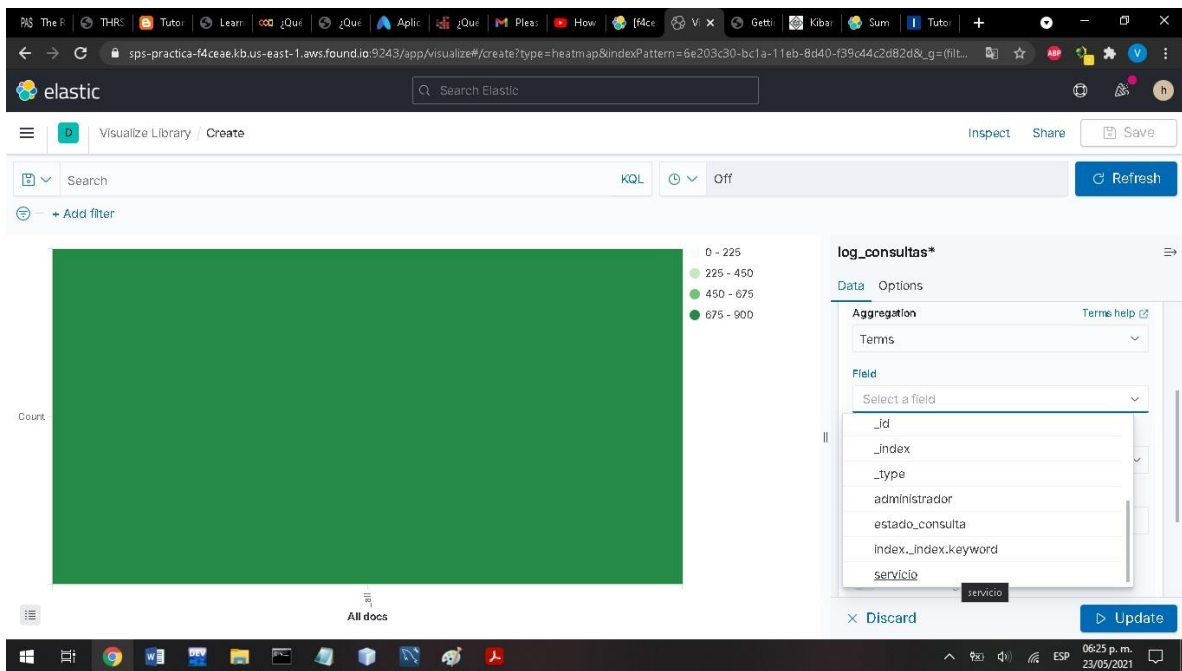 PAS The R THRS Tutor Learn ¿Qué ¿Qué Aplic ¿Qué Pleas How [f4ce Vi Getti Kibar Sum Tutor
sps-practica-f4ceae.kb.us-east-1.aws.found.io:9243/app/visualize#/create?type=heatmap&indexPattern=6e203c30-bc1a-11eb-8d40-f39c44c2d82d&_g=(filt...
ABP
V
elastic
Search Elastic
h
D
Visualize Library / Create
Inspect Share Save
Search
KQL
Off
Refresh
+ Add filter
0 - 225
225 - 450
450 - 675
675 - 900
Count
All docs
log_consultas*
Data Options
Aggregation Terms help
Terms
Field
Select a field
_id
_index
_type
administrador
estado_consulta
index._index.keyword
servicio
servicio
× Discard
Update
ESP
06:25 p. m.
23/05/2021